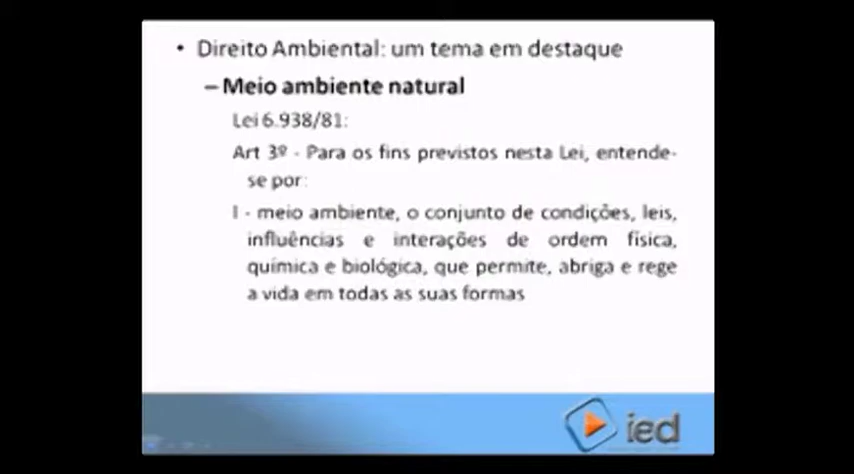 • Direito Ambiental: um tema em destaque
– Meio ambiente natural
Lei 6.938/81:
Art 3º - Para os fins previstos nesta Lei, entende-
se por:
I - meio ambiente, o conjunto de condições, leis,
influências e interações de ordem física,
química e biológica, que permite, abriga e rege
a vida em todas as suas formas
ied